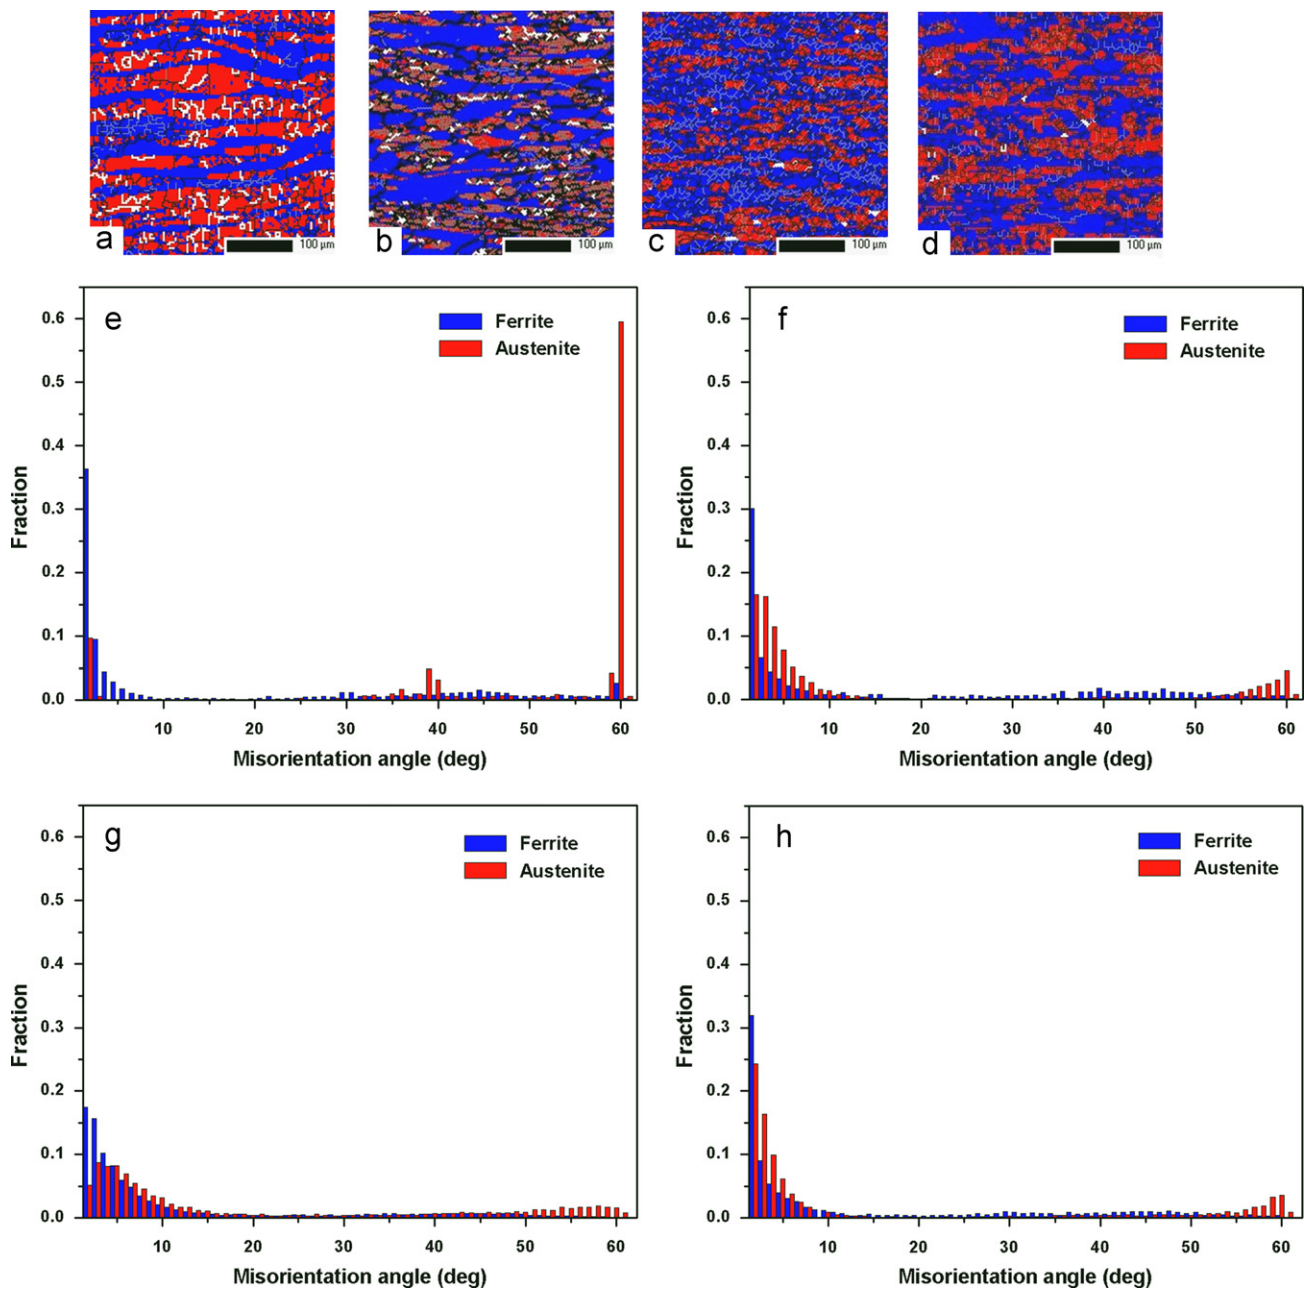 a 100 µm b 100 µm c 100 µm d 100 µm
e
Ferrite
Austenite
0.6
0.5
0.4
0.3
0.2
0.1
0.0
Fraction
10 20 30 40 50 60
Misorientation angle (deg)
f
Ferrite
Austenite
0.6
0.5
0.4
0.3
0.2
0.1
0.0
Fraction
10 20 30 40 50 60
Misorientation angle (deg)
g
Ferrite
Austenite
0.6
0.5
0.4
0.3
0.2
0.1
0.0
Fraction
10 20 30 40 50 60
Misorientation angle (deg)
h
Ferrite
Austenite
0.6
0.5
0.4
0.3
0.2
0.1
0.0
Fraction
10 20 30 40 50 60
Misorientation angle (deg)